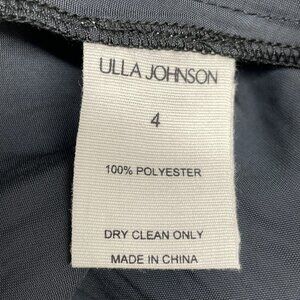 ULLA JOHNSON
4
100% POLYESTER
DRY CLEAN ONLY
MADE IN CHINA